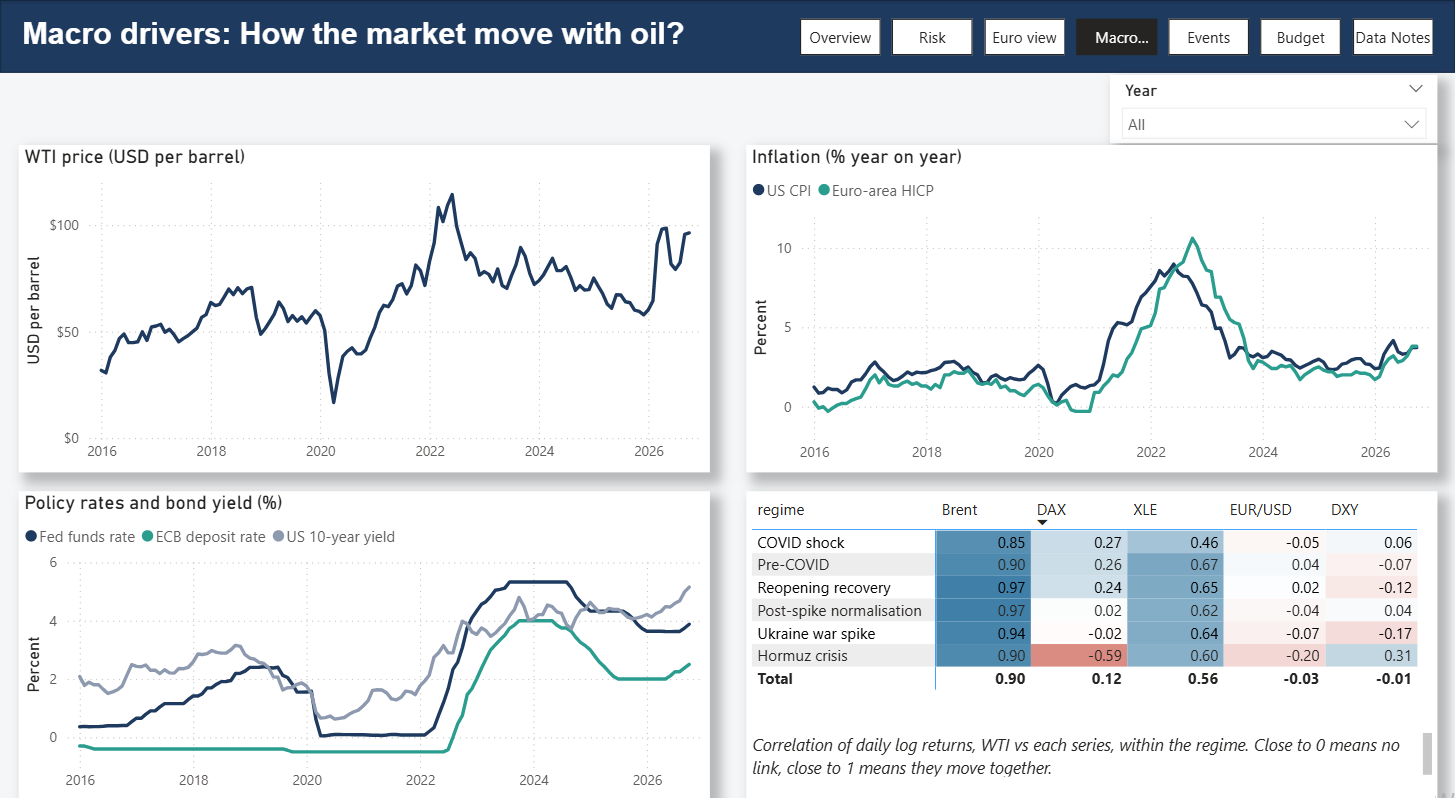 Macro drivers: How the market move with oil?
Overview
Risk
Euro view
Macro...
Events
Budget
Data Notes
Year
All
WTI price (USD per barrel)
USD per barrel
$100
$50
$0
2016 2018 2020 2022 2024 2026
Inflation (% year on year)
US CPI Euro-area HICP
Percent
10
5
0
2016 2018 2020 2022 2024 2026
Policy rates and bond yield (%)
Fed funds rate ECB deposit rate US 10-year yield
Percent
6
4
2
0
2016 2018 2020 2022 2024 2026
regime Brent DAX XLE EUR/USD DXY
COVID shock 0.85 0.27 0.46 -0.05 0.06
Pre-COVID 0.90 0.26 0.67 0.04 -0.07
Reopening recovery 0.97 0.24 0.65 0.02 -0.12
Post-spike normalisation 0.97 0.02 0.62 -0.04 0.04
Ukraine war spike 0.94 -0.02 0.64 -0.07 -0.17
Hormuz crisis 0.90 -0.59 0.60 -0.20 0.31
Total 0.90 0.12 0.56 -0.03 -0.01
Correlation of daily log returns, WTI vs each series, within the regime. Close to 0 means no
link, close to 1 means they move together.